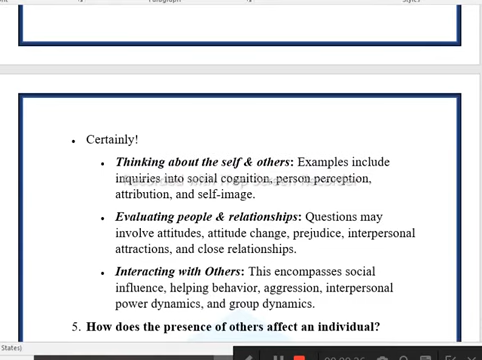 Paragraph
Styles
• Certainly!
• Thinking about the self & others: Examples include
inquiries into social cognition, person perception,
attribution, and self-image.
• Evaluating people & relationships: Questions may
involve attitudes, attitude change, prejudice, interpersonal
attractions, and close relationships.
• Interacting with Others: This encompasses social
influence, helping behavior, aggression, interpersonal
power dynamics, and group dynamics.
5. How does the presence of others affect an individual?
States)